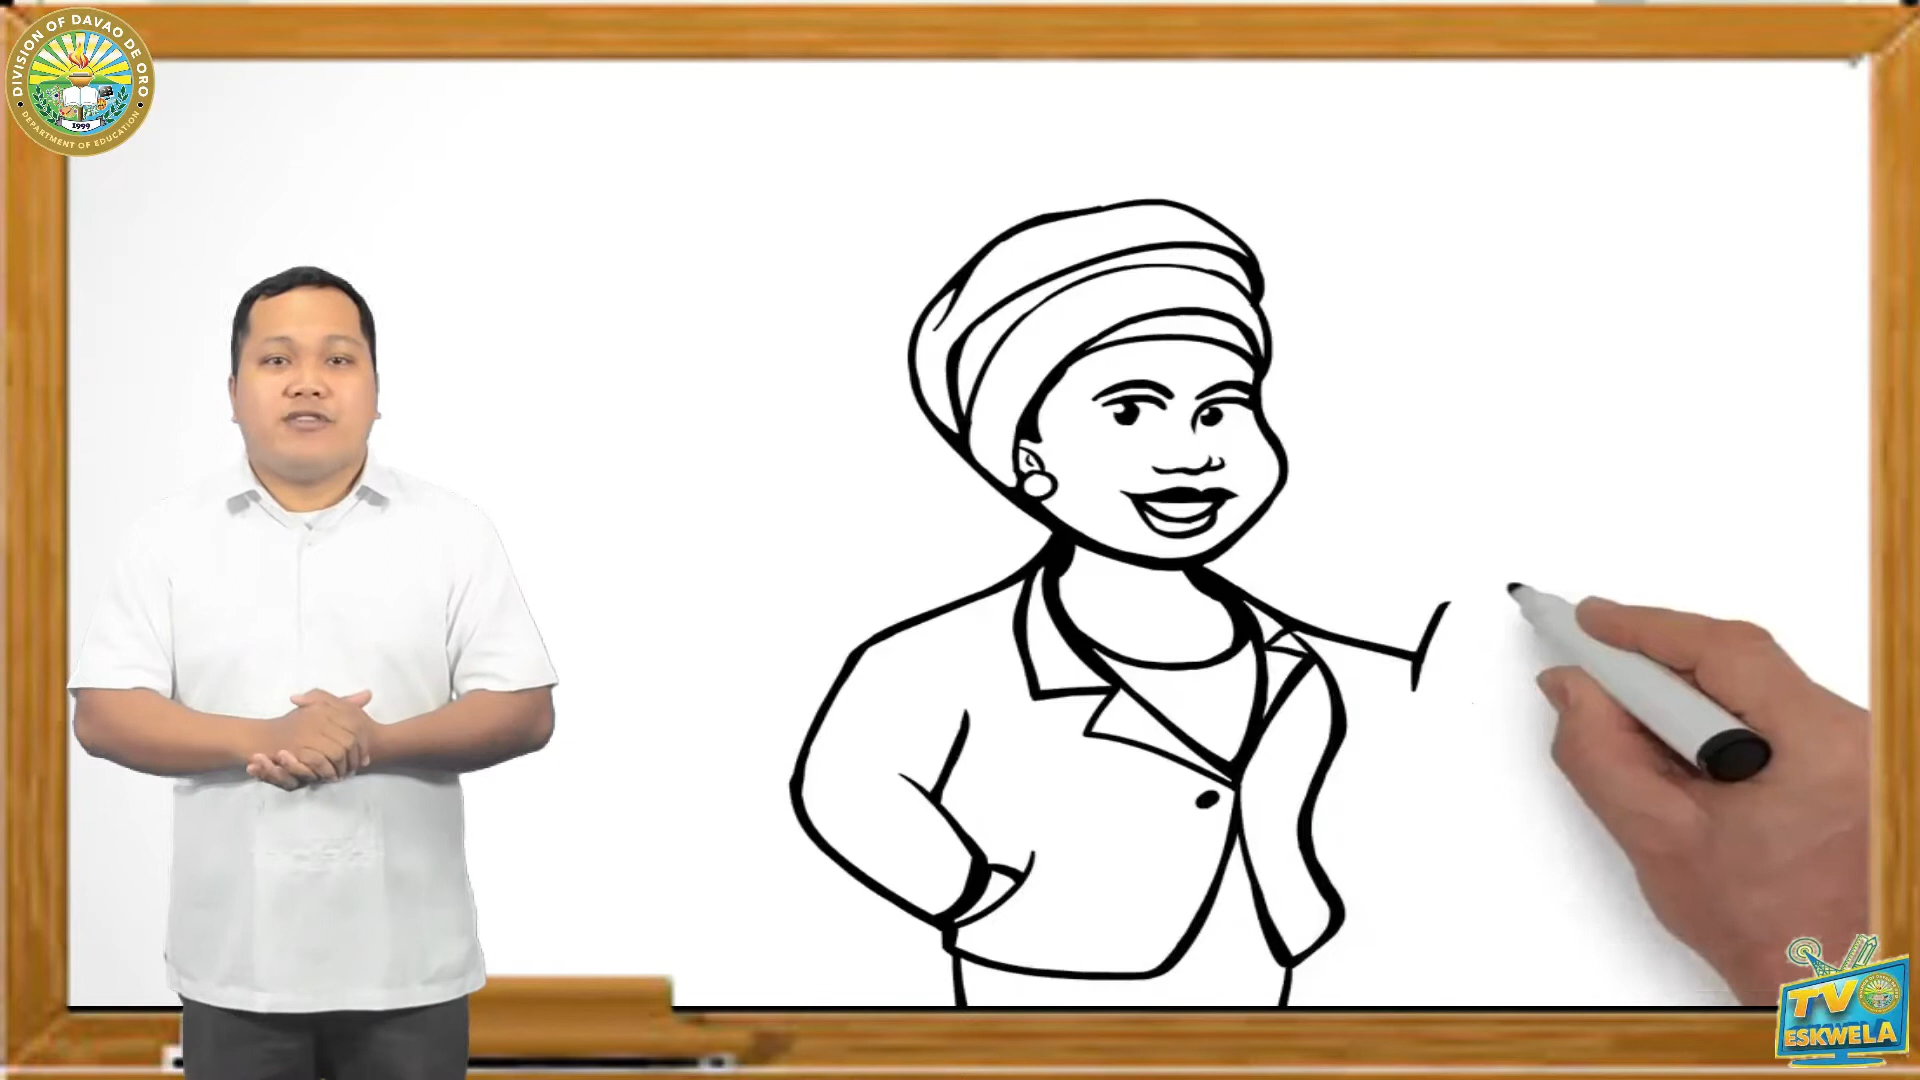 DIVISION OF DAVAO DE ORO
1999
DEPARTMENT OF EDUCATION
TV
ESKWELA